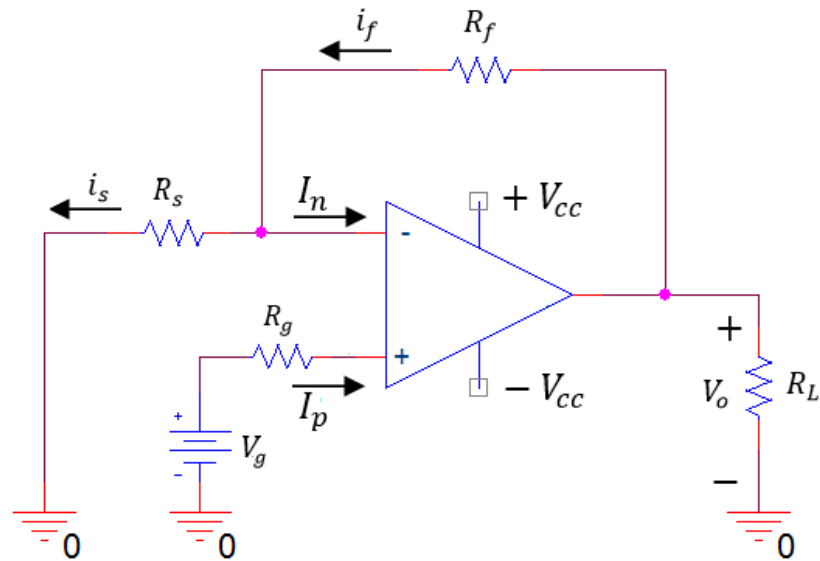 i_f
R_f
i_s
R_s
I_n
+ V_cc
-
R_g
+
+
I_p
- V_cc
V_o
R_L
+
V_g
-
−
0
0
0